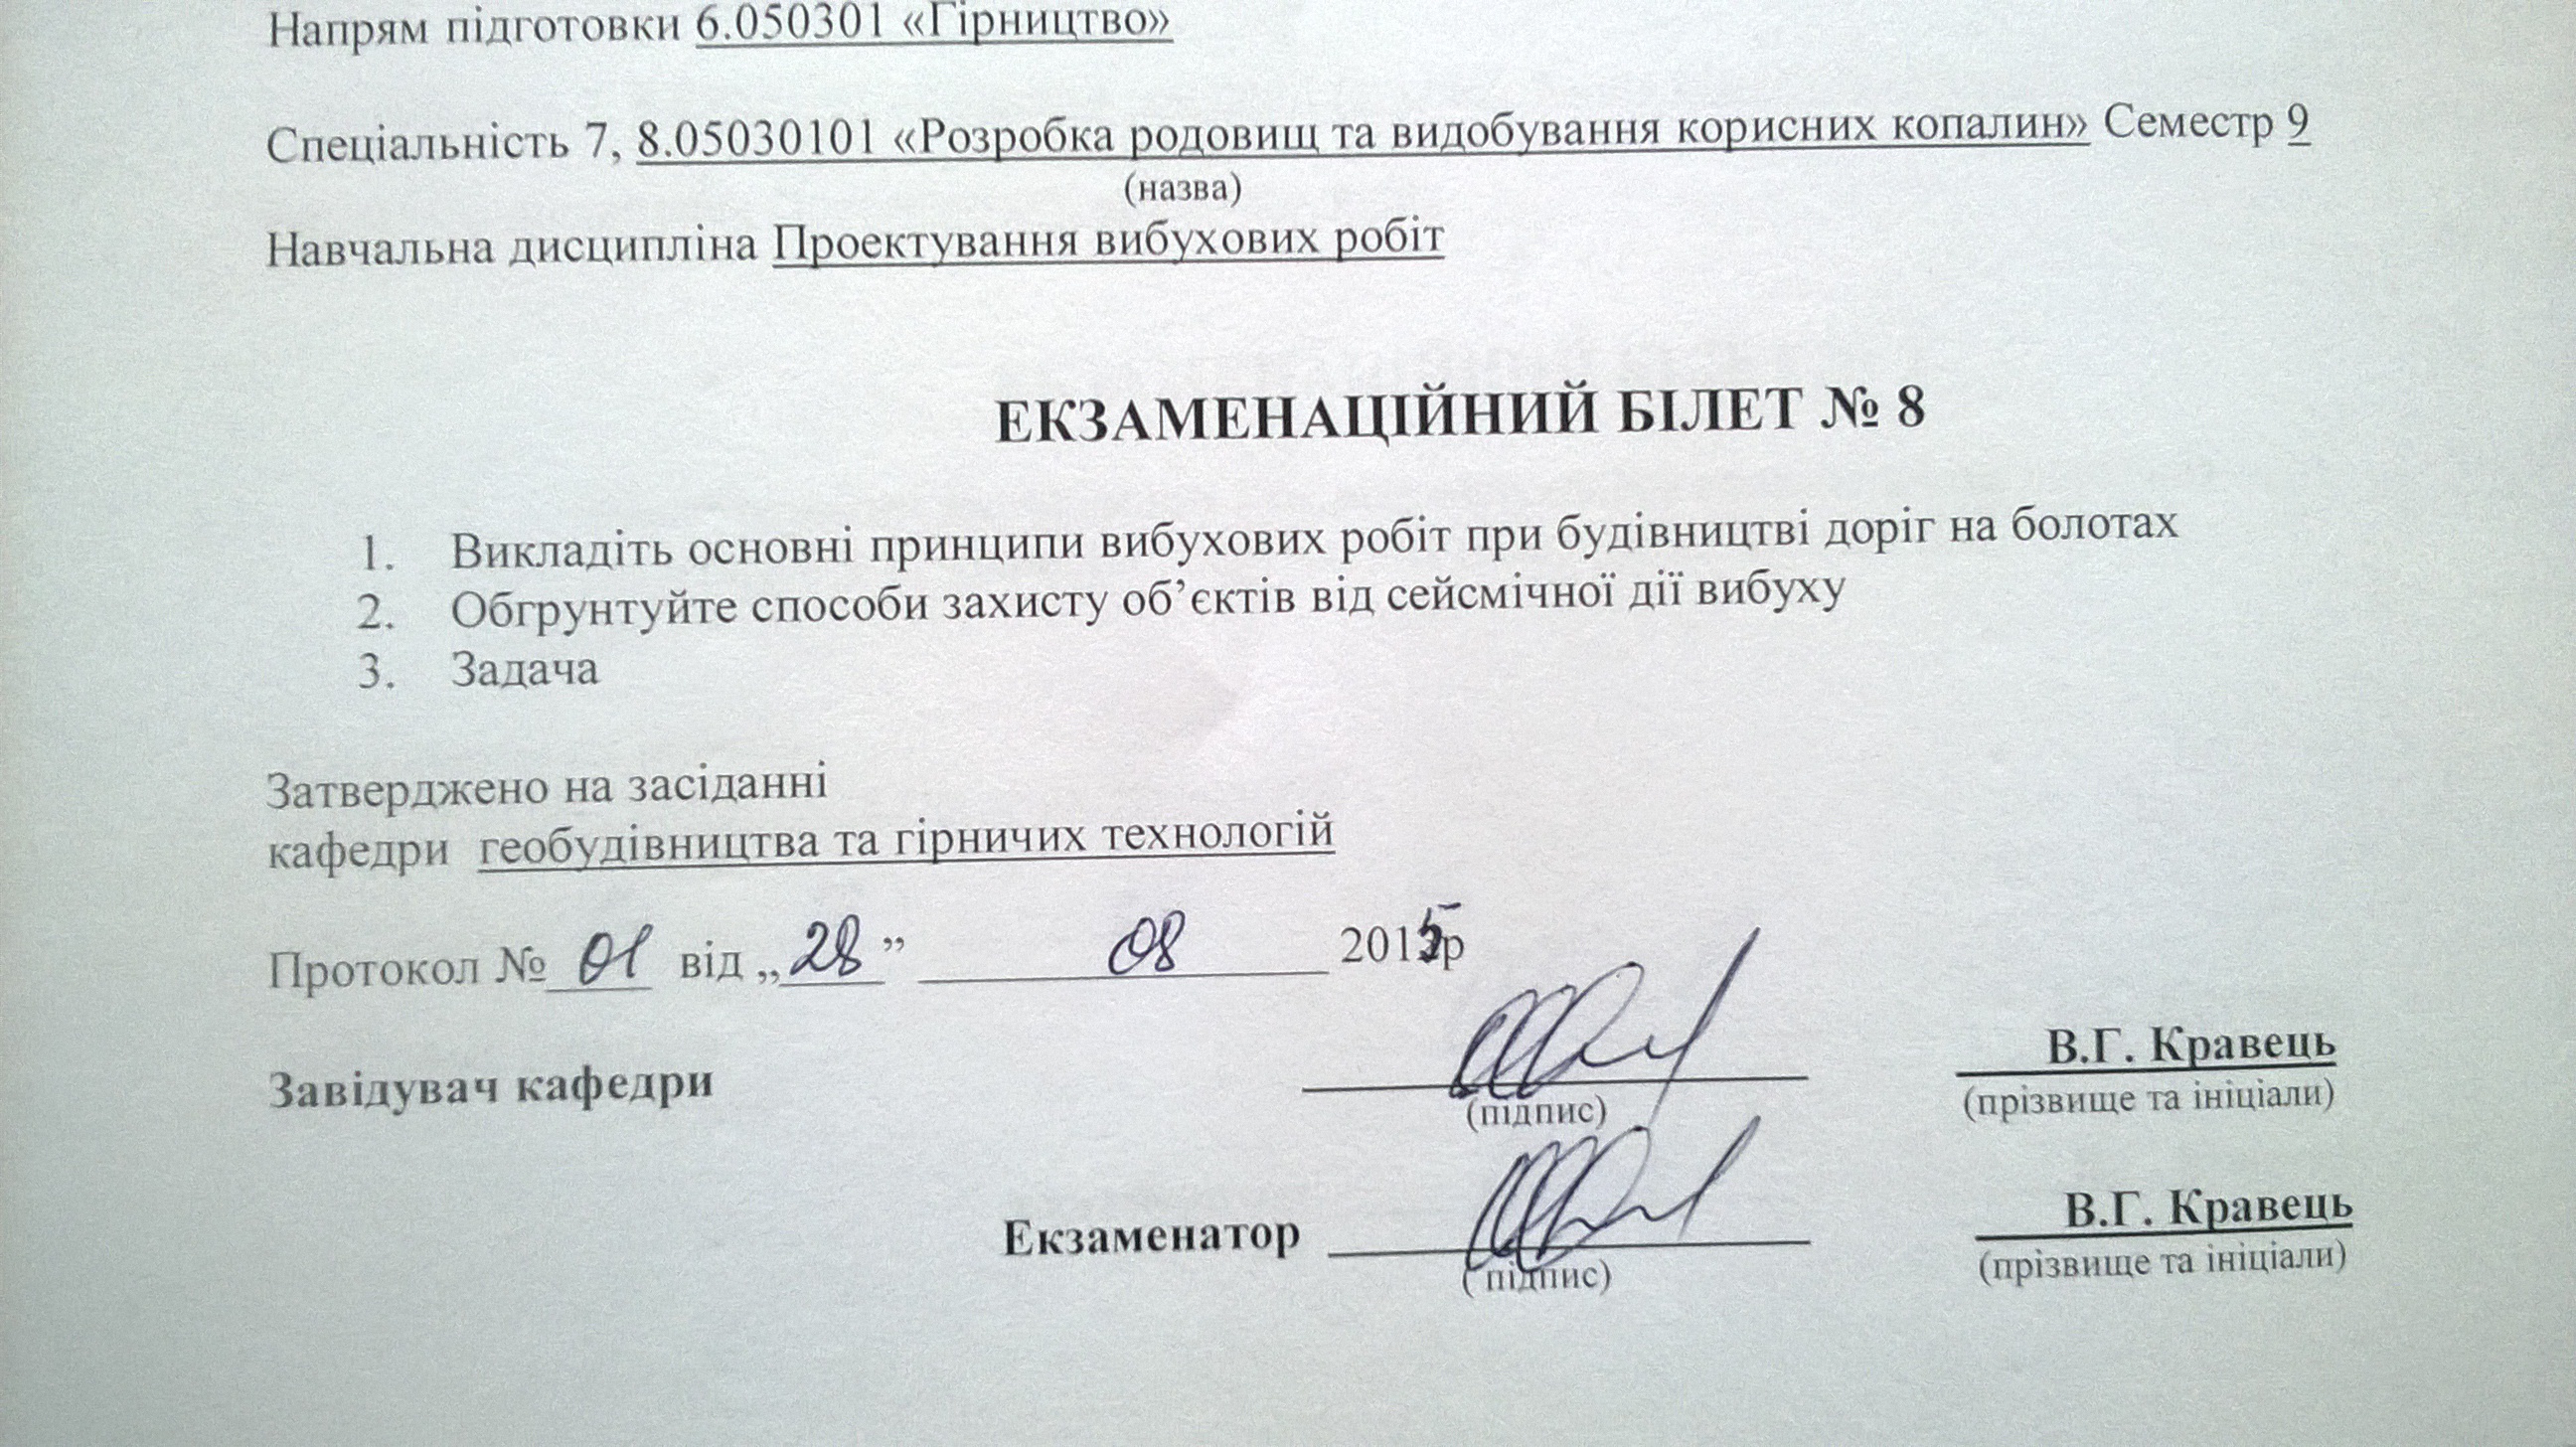 Напрям підготовки 6.050301 «Гірництво»
Спеціальність 7, 8.05030101 «Розробка родовищ та видобування корисних копалин» Семестр 9
(назва)
Навчальна дисципліна Проектування вибухових робіт
ЕКЗАМЕНАЦІЙНИЙ БІЛЕТ № 8
1. Викладіть основні принципи вибухових робіт при будівництві доріг на болотах
2. Обгрунтуйте способи захисту об’єктів від сейсмічної дії вибуху
3. Задача
Затверджено на засіданні
кафедри геобудівництва та гірничих технологій
Протокол № 01 від „28” 08 2015р
Завідувач кафедри В.Г. Кравець
(підпис) (прізвище та ініціали)
Екзаменатор В.Г. Кравець
( підпис) (прізвище та ініціали)